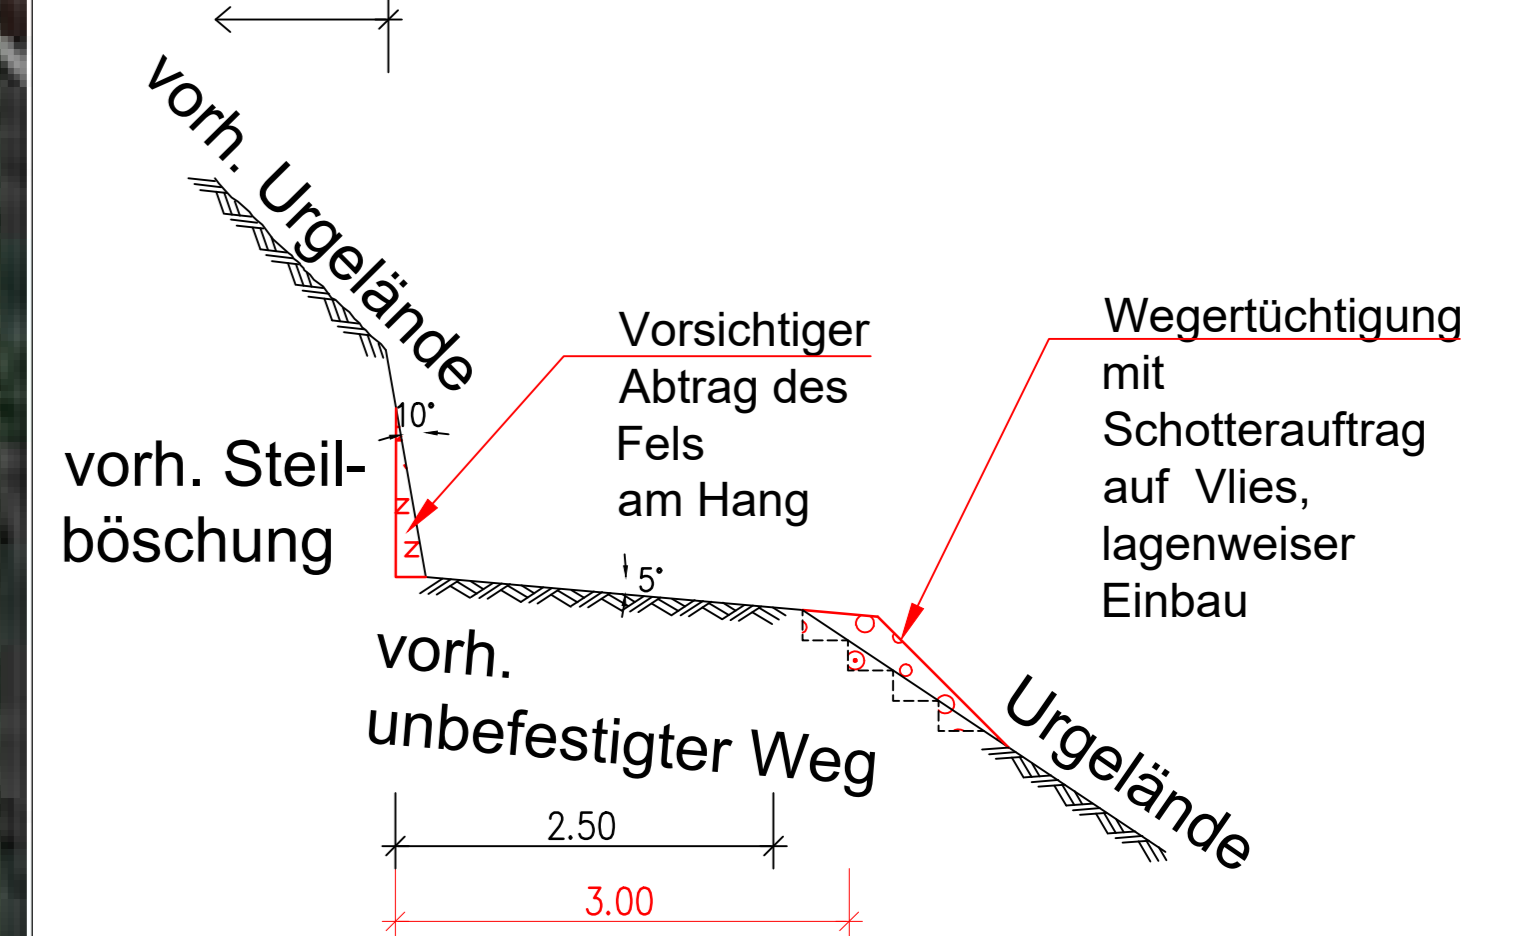 vorh. Urgelände
10°
vorh. Steil-
böschung
Vorsichtiger
Abtrag des
Fels
am Hang
Wegertüchtigung
mit
Schotterauftrag
auf Vlies,
lagenweiser
Einbau
5°
vorh.
unbefestigter Weg
Urgelände
2.50
3.00